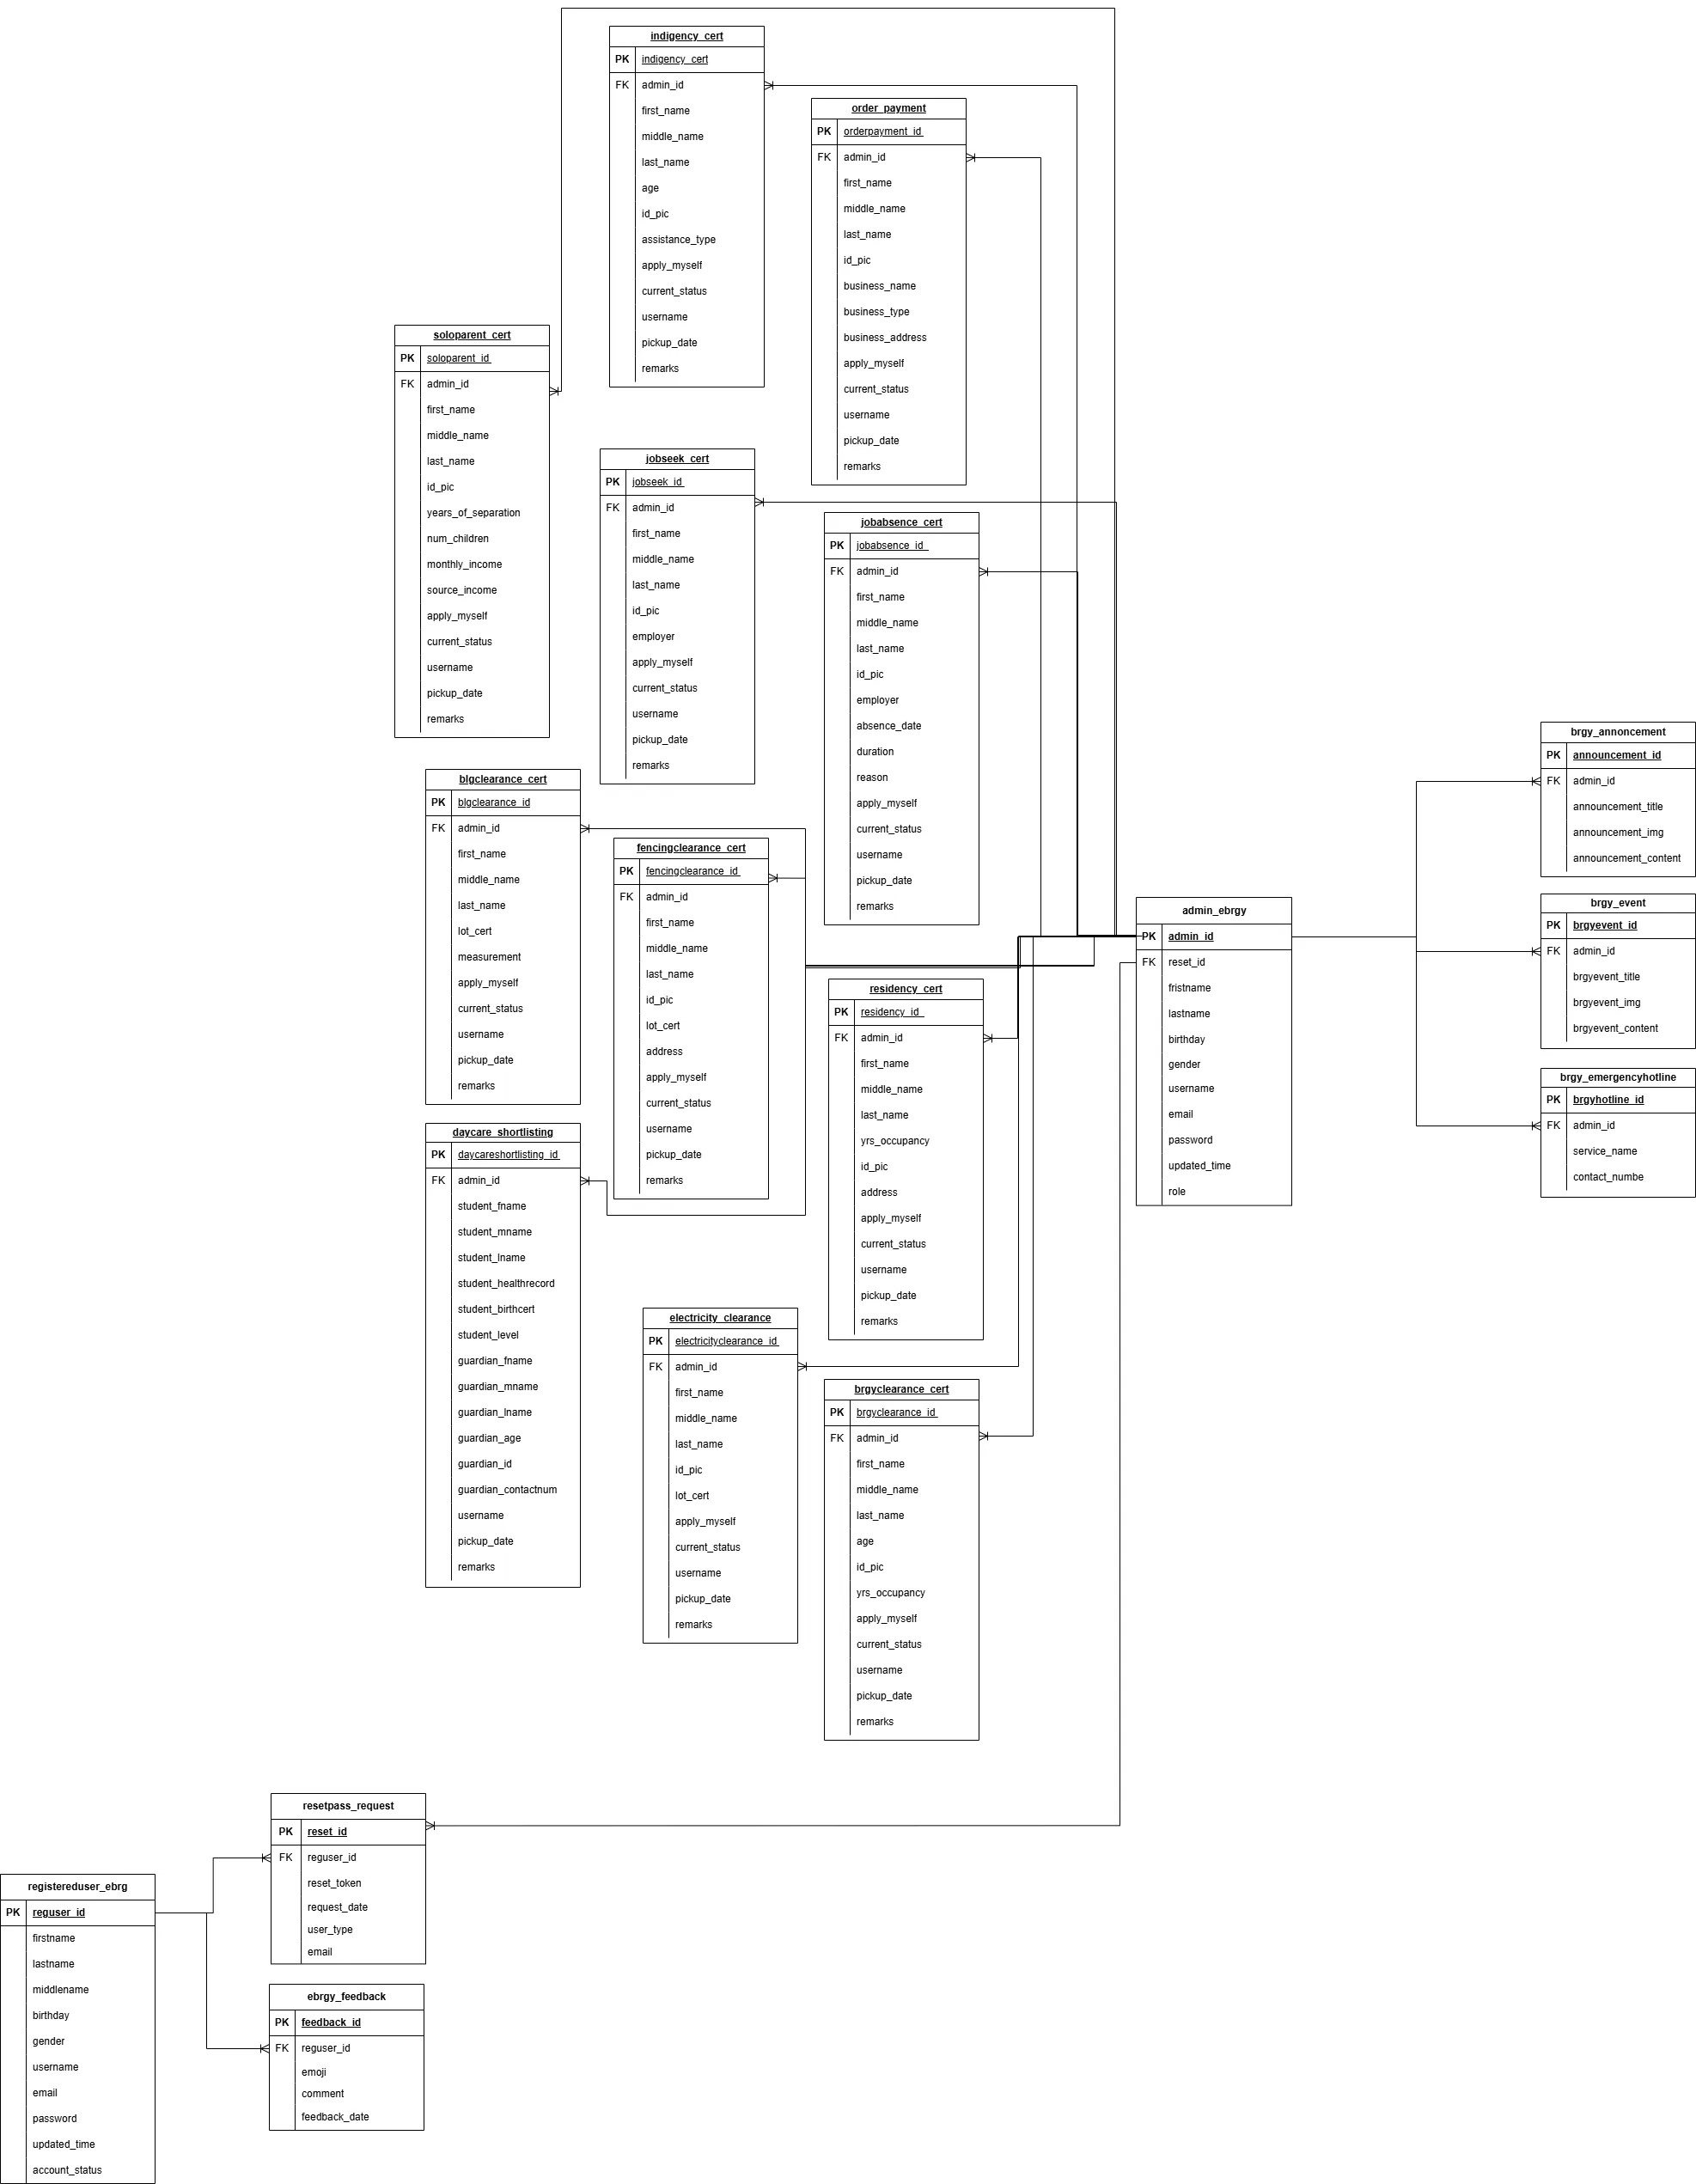 indigency_cert
PK indigency_cert
FK admin_id
first_name
middle_name
last_name
age
id_pic
assistance_type
apply_myself
current_status
username
pickup_date
remarks
order_payment
PK orderpayment_id
FK admin_id
first_name
middle_name
last_name
id_pic
business_name
business_type
business_address
apply_myself
current_status
username
pickup_date
remarks
soloparent_cert
PK soloparent_id
FK admin_id
first_name
middle_name
last_name
id_pic
years_of_separation
num_children
monthly_income
source_income
apply_myself
current_status
username
pickup_date
remarks
jobseek_cert
PK jobseek_id
FK admin_id
first_name
middle_name
last_name
id_pic
employer
apply_myself
current_status
username
pickup_date
remarks
jobabsence_cert
PK jobabsence_id
FK admin_id
first_name
middle_name
last_name
id_pic
employer
absence_date
duration
reason
apply_myself
current_status
username
pickup_date
remarks
blgclearance_cert
PK blgclearance_id
FK admin_id
first_name
middle_name
last_name
lot_cert
measurement
apply_myself
current_status
username
pickup_date
remarks
fencingclearance_cert
PK fencingclearance_id
FK admin_id
first_name
middle_name
last_name
id_pic
lot_cert
address
apply_myself
current_status
username
pickup_date
remarks
residency_cert
PK residency_id
FK admin_id
first_name
middle_name
last_name
yrs_occupancy
id_pic
address
apply_myself
current_status
username
pickup_date
remarks
daycare_shortlisting
PK daycareshortlisting_id
FK admin_id
student_fname
student_mname
student_lname
student_healthrecord
student_birthcert
student_level
guardian_fname
guardian_mname
guardian_lname
guardian_age
guardian_id
guardian_contactnum
username
pickup_date
remarks
electricity_clearance
PK electricityclearance_id
FK admin_id
first_name
middle_name
last_name
id_pic
lot_cert
apply_myself
current_status
username
pickup_date
remarks
brgyclearance_cert
PK brgyclearance_id
FK admin_id
first_name
middle_name
last_name
age
id_pic
yrs_occupancy
apply_myself
current_status
username
pickup_date
remarks
admin_ebrgy
PK admin_id
FK reset_id
fristname
lastname
birthday
gender
username
email
password
updated_time
role
brgy_annoncement
PK announcement_id
FK admin_id
announcement_title
announcement_img
announcement_content
brgy_event
PK brgyevent_id
FK admin_id
brgyevent_title
brgyevent_img
brgyevent_content
brgy_emergencyhotline
PK brgyhotline_id
FK admin_id
service_name
contact_numbe
resetpass_request
PK reset_id
FK reguser_id
reset_token
request_date
user_type
email
registereduser_ebrg
PK reguser_id
firstname
lastname
middlename
birthday
gender
username
email
password
updated_time
account_status
ebrgy_feedback
PK feedback_id
FK reguser_id
emoji
comment
feedback_date